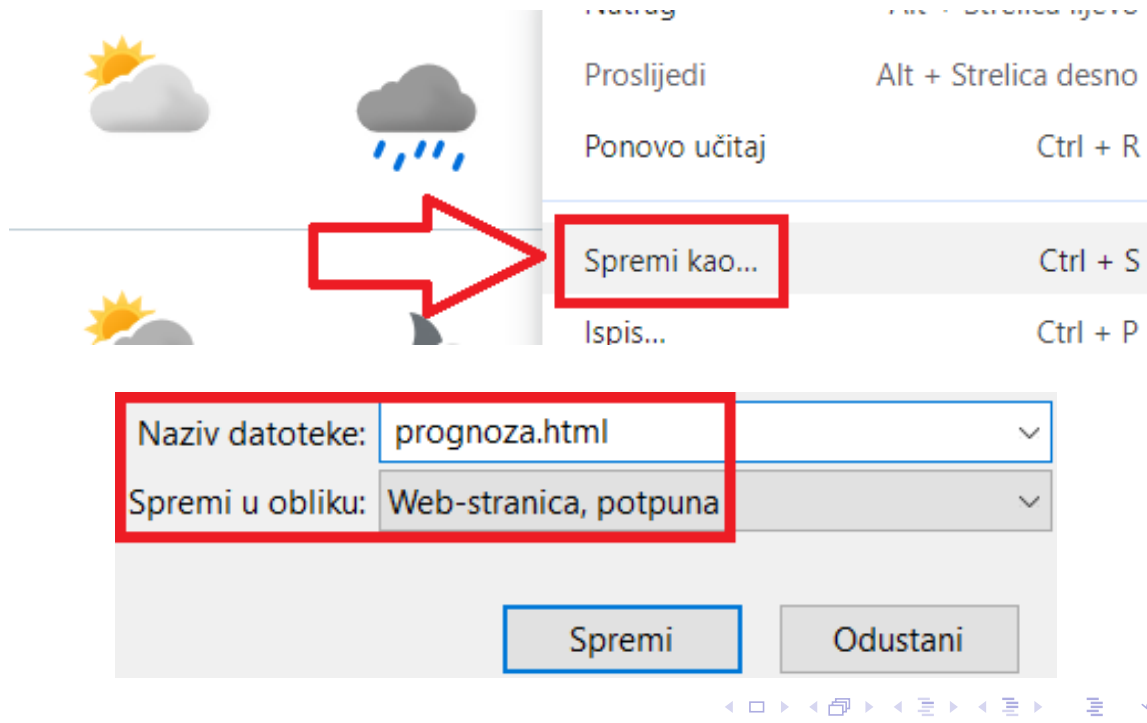 Proslijedi Alt + Strelica desno
Ponovo učitaj Ctrl + R
Spremi kao... Ctrl + S
Ispis... Ctrl + P
Naziv datoteke: prognoza.html
Spremi u obliku: Web-stranica, potpuna
Spremi Odustani